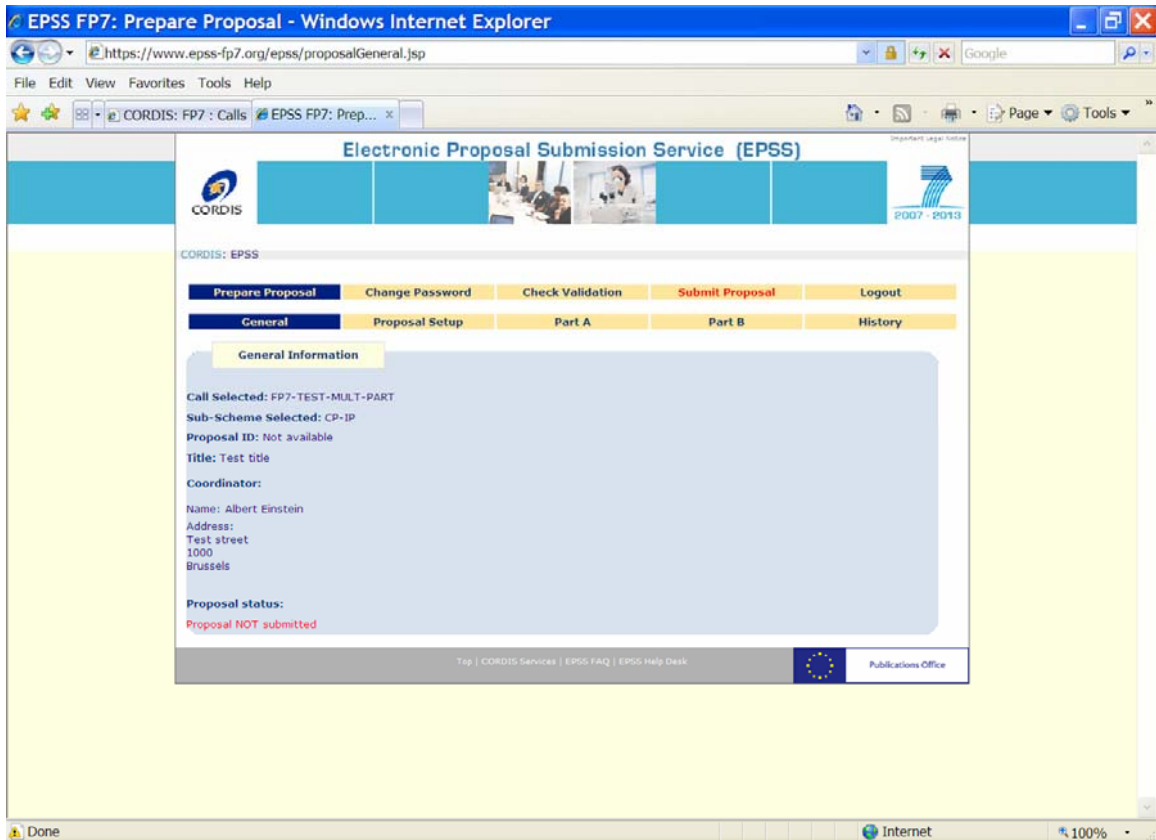 EPSS FP7: Prepare Proposal - Windows Internet Explorer
https://www.epss-fp7.org/epss/proposalGeneral.jsp
Google
File Edit View Favorites Tools Help
CORDIS: FP7 : Calls
EPSS FP7: Prep...
Page
Tools
Important Legal Notice
Electronic Proposal Submission Service (EPSS)
CORDIS
2007 - 2013
CORDIS: EPSS
Prepare Proposal Change Password Check Validation Submit Proposal Logout
General Proposal Setup Part A Part B History
General Information
Call Selected: FP7-TEST-MULT-PART
Sub-Scheme Selected: CP-IP
Proposal ID: Not available
Title: Test title
Coordinator:
Name: Albert Einstein
Address:
Test street
1000
Brussels
Proposal status:
Proposal NOT submitted
Top | CORDIS Services | EPSS FAQ | EPSS Help Desk
Publications Office
Done
Internet
100%